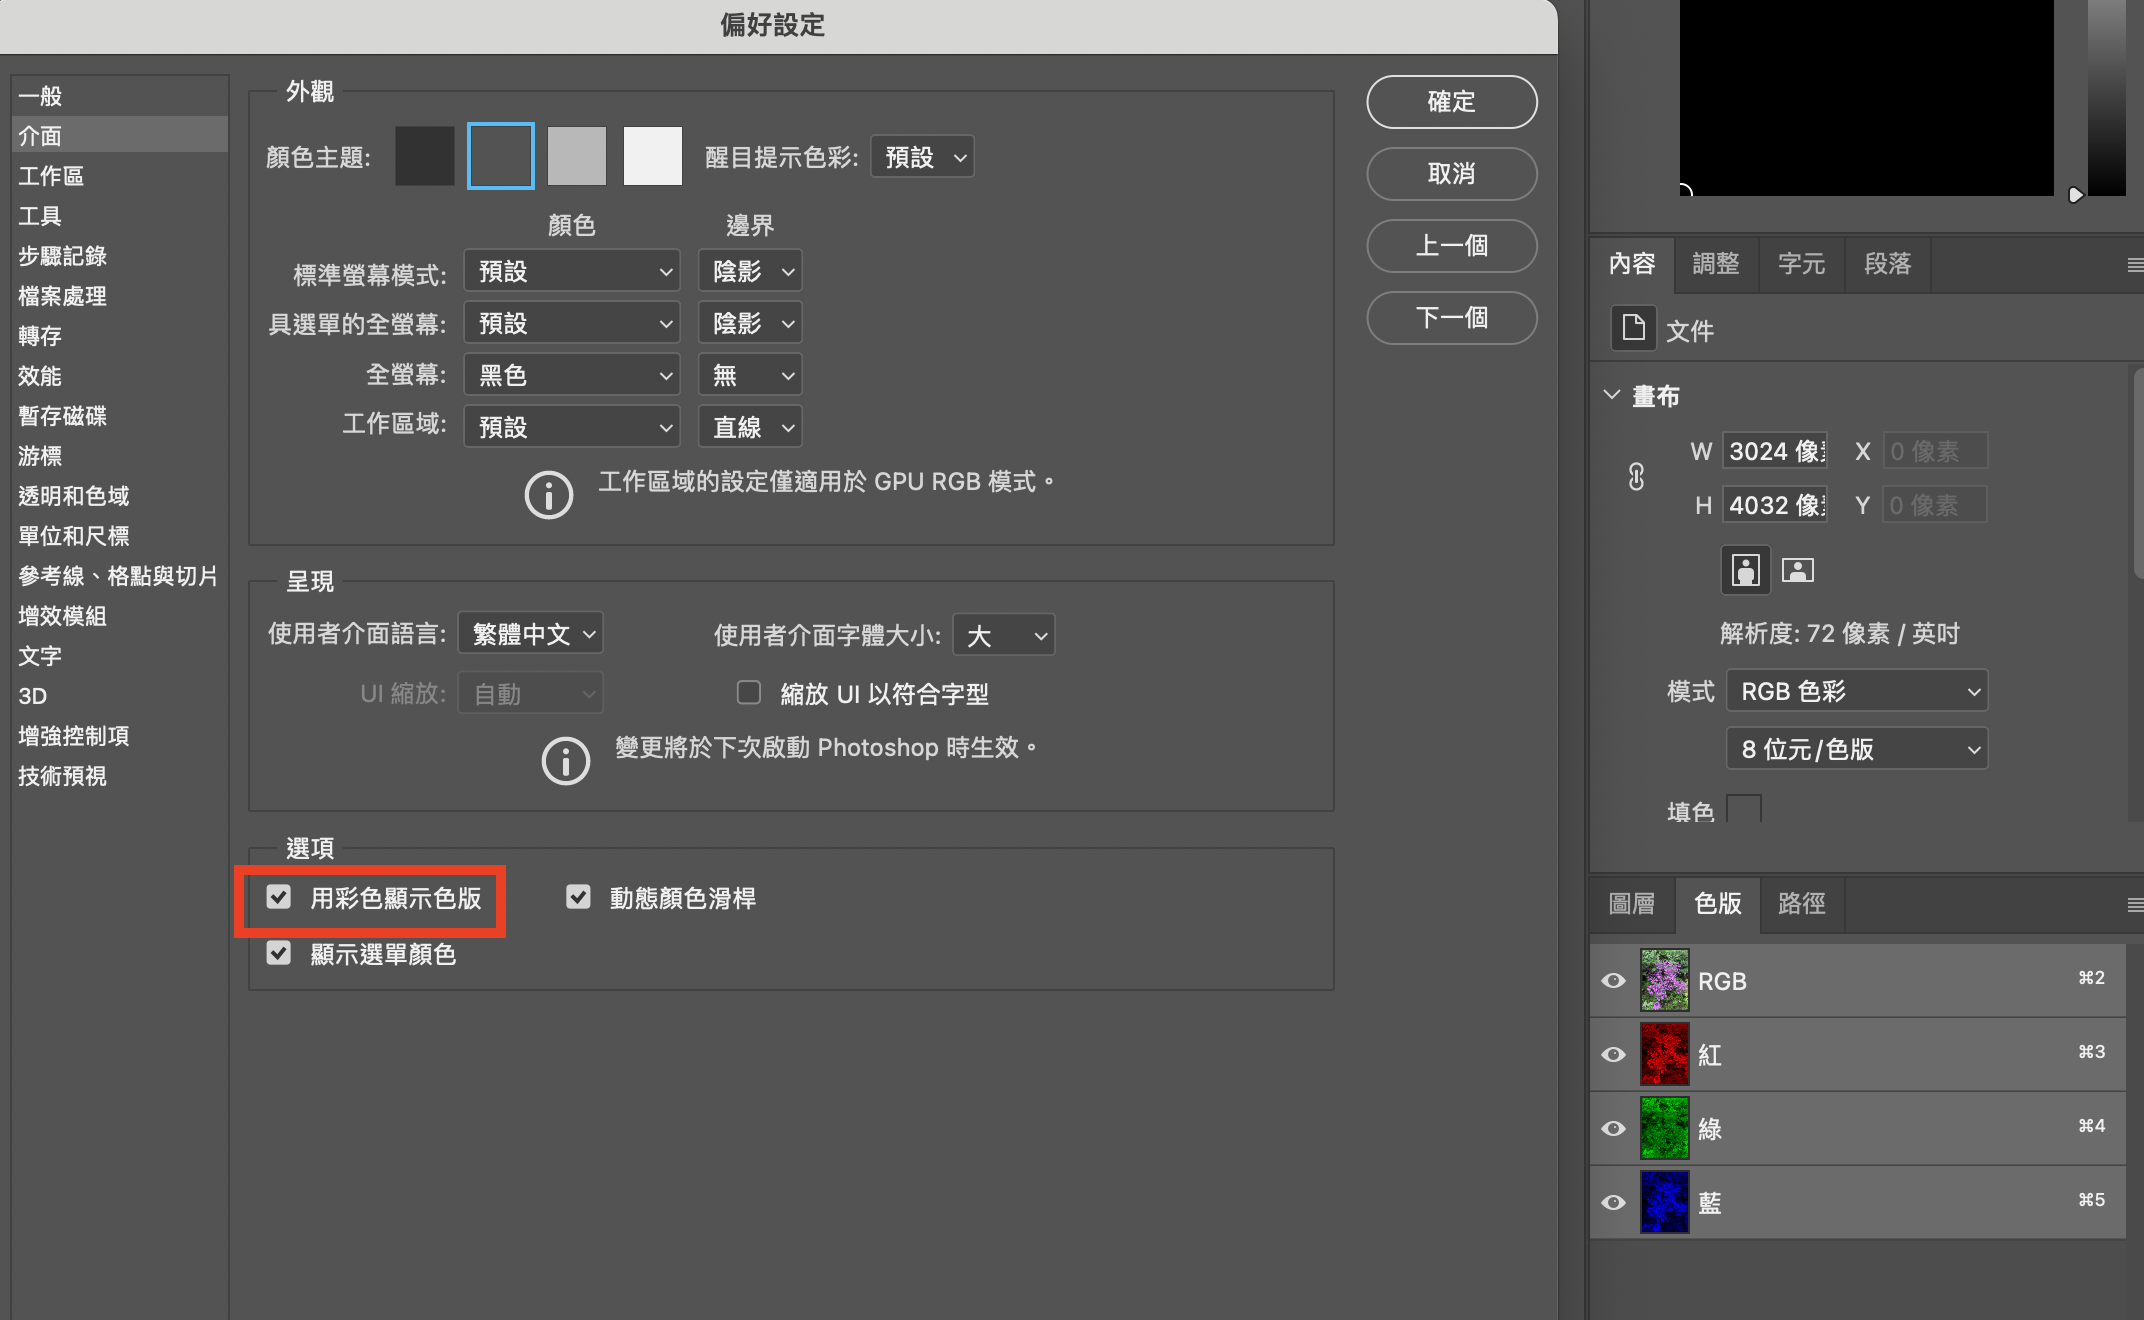 偏好設定
一般
介面
工作區
工具
步驟記錄
檔案處理
轉存
效能
暫存磁碟
游標
透明和色域
單位和尺標
參考線、格點與切片
增效模組
文字
3D
增強控制項
技術預視
外觀
顏色主題:
醒目提示色彩: 預設
顏色 邊界
標準螢幕模式: 預設 陰影
具選單的全螢幕: 預設 陰影
全螢幕: 黑色 無
工作區域: 預設 直線
工作區域的設定僅適用於 GPU RGB 模式。
呈現
使用者介面語言: 繁體中文 使用者介面字體大小: 大
UI 縮放: 自動 縮放 UI 以符合字型
變更將於下次啟動 Photoshop 時生效。
選項
用彩色顯示色版 動態顏色滑桿
顯示選單顏色
確定
取消
上一個
下一個
內容 調整 字元 段落
文件
畫布
W 3024 像 X 0 像素
H 4032 像 Y 0 像素
解析度: 72 像素 / 英吋
模式 RGB 色彩
8 位元/色版
填色
圖層 色版 路徑
RGB ⌘2
紅 ⌘3
綠 ⌘4
藍 ⌘5